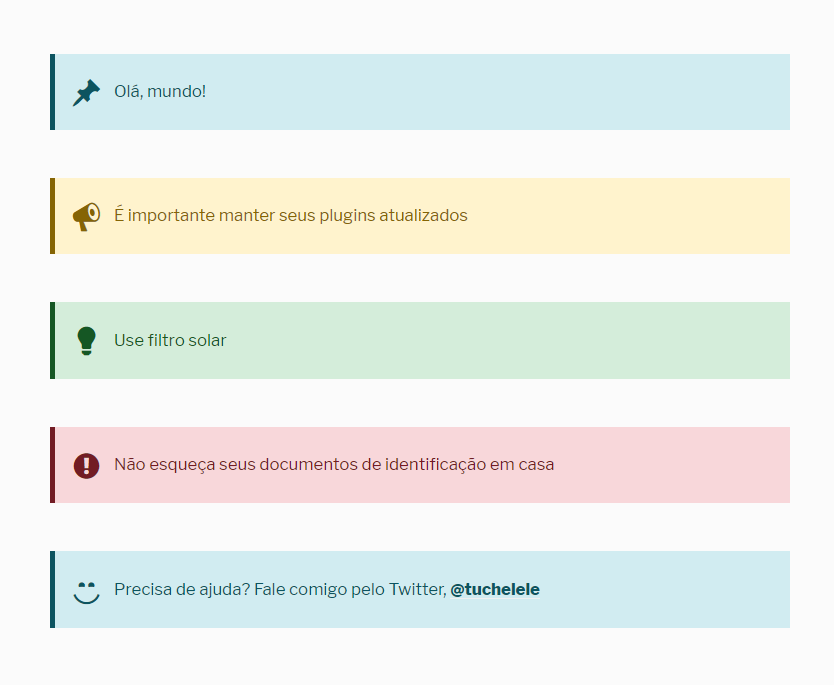 Olá, mundo!
É importante manter seus plugins atualizados
Use filtro solar
Não esqueça seus documentos de identificação em casa
Precisa de ajuda? Fale comigo pelo Twitter, @tuchelele